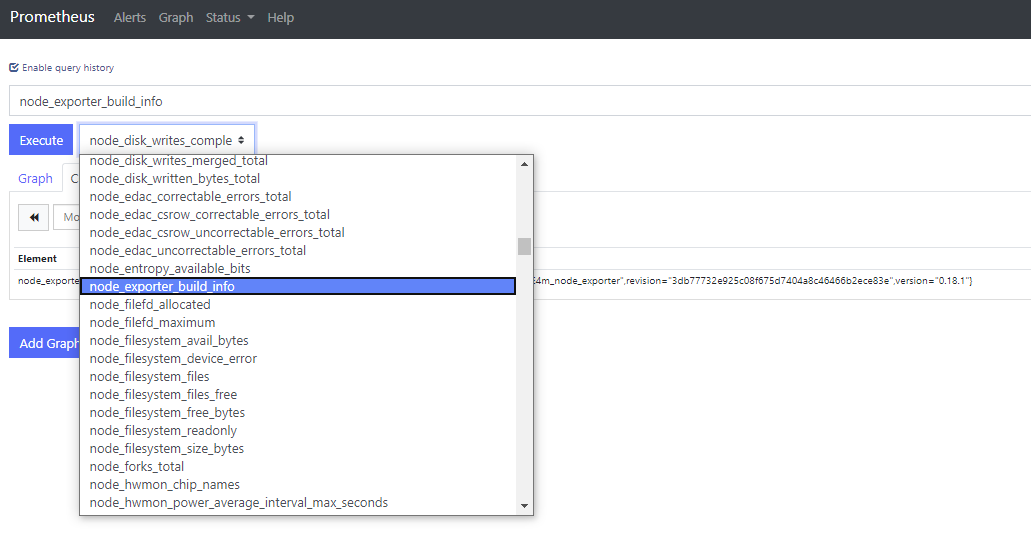 Prometheus Alerts Graph Status Help
Enable query history
node_exporter_build_info
Execute node_disk_writes_comple
node_disk_writes_merged_total
node_disk_written_bytes_total
node_edac_correctable_errors_total
node_edac_csrow_correctable_errors_total
node_edac_csrow_uncorrectable_errors_total
node_edac_uncorrectable_errors_total
node_entropy_available_bits
node_exporter_build_info
node_filefd_allocated
node_filefd_maximum
node_filesystem_avail_bytes
node_filesystem_device_error
node_filesystem_files
node_filesystem_files_free
node_filesystem_free_bytes
node_filesystem_readonly
node_filesystem_size_bytes
node_forks_total
node_hwmon_chip_names
node_hwmon_power_average_interval_max_seconds
Graph C
Mo
Element
node_exporte 4m_node_exporter",revision="3db77732e925c08f675d7404a8c46466b2ece83e",version="0.18.1"}
Add Graph